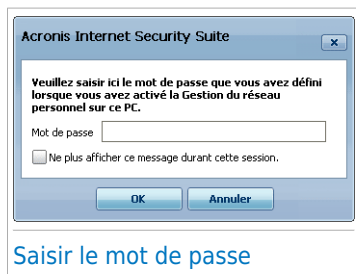 Acronis Internet Security Suite
Veuillez saisir ici le mot de passe que vous avez défini
lorsque vous avez activé la Gestion du réseau
personnel sur ce PC.
Mot de passe
Ne plus afficher ce message durant cette session.
OK Annuler
Saisir le mot de passe